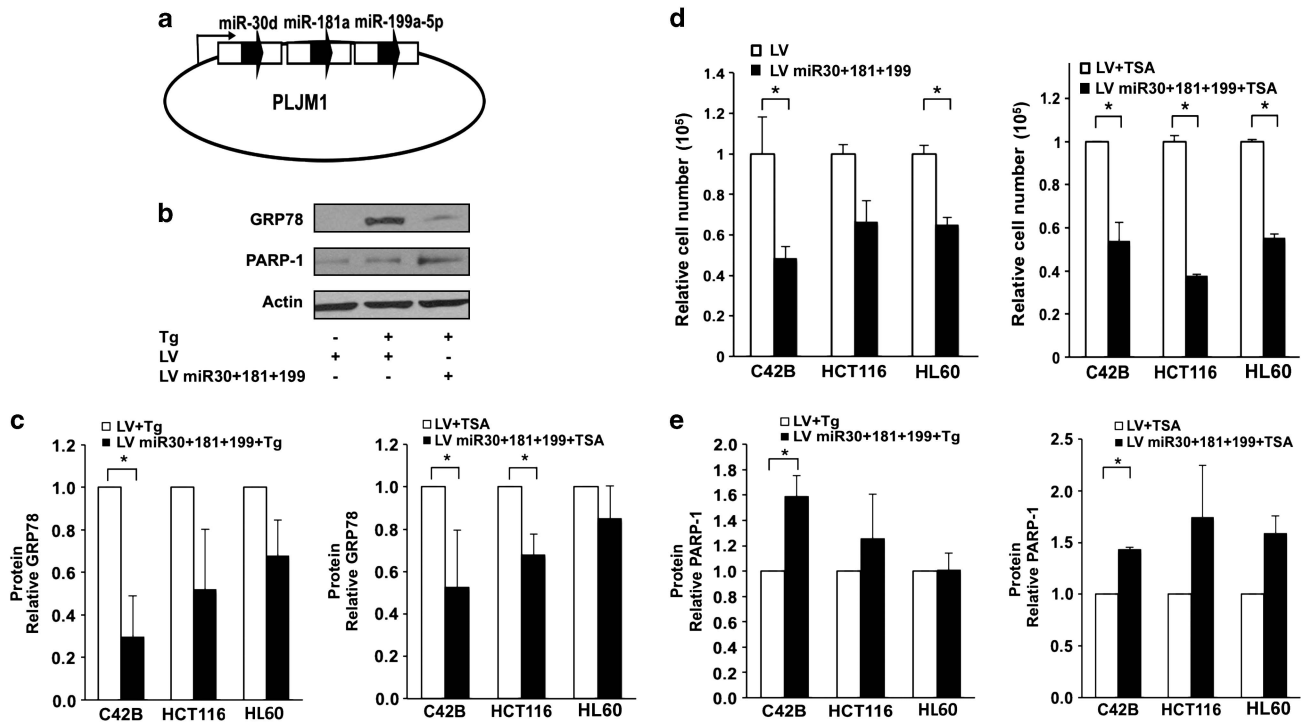 a
miR-30d miR-181a miR-199a-5p
PLJM1
b
GRP78
PARP-1
Actin
Tg - + +
LV + + -
LV miR30+181+199 - - +
c
LV+Tg
LV miR30+181+199+Tg
Protein
Relative GRP78
1.2
1.0
0.8
0.6
0.4
0.2
0.0
*
C42B HCT116 HL60
LV+TSA
LV miR30+181+199+TSA
Protein
Relative GRP78
1.2
1.0
0.8
0.6
0.4
0.2
0.0
* *
C42B HCT116 HL60
d
LV
LV miR30+181+199
Relative cell number (10⁵)
1.4
1.2
1
0.8
0.6
0.4
0.2
0
* *
C42B HCT116 HL60
LV+TSA
LV miR30+181+199+TSA
Relative cell number (10⁵)
1.2
1
0.8
0.6
0.4
0.2
0
* * *
C42B HCT116 HL60
e
LV+Tg
LV miR30+181+199+Tg
Protein
Relative PARP-1
2.0
1.8
1.6
1.4
1.2
1.0
0.8
0.6
0.4
0.2
0.0
*
C42B HCT116 HL60
LV+TSA
LV miR30+181+199+TSA
Protein
Relative PARP-1
2.5
2.0
1.5
1.0
0.5
0.0
*
C42B HCT116 HL60